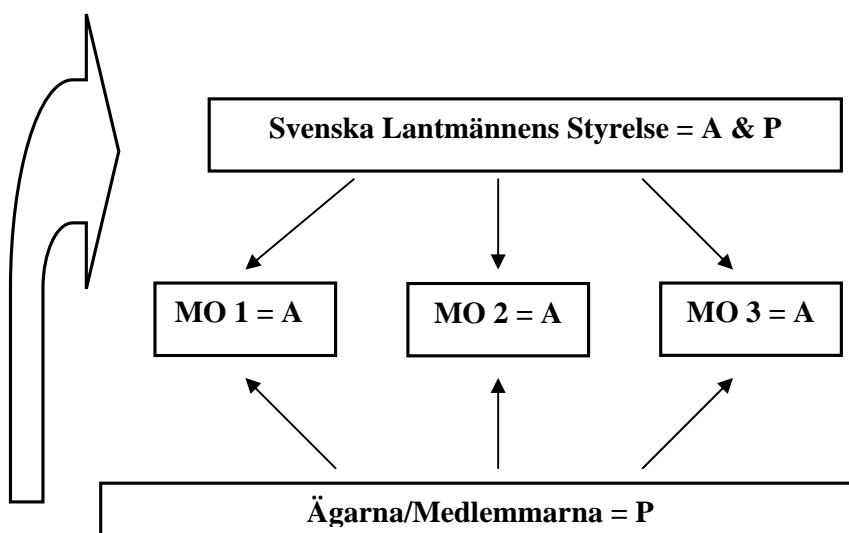 Svenska Lantmännens Styrelse = A & P
MO 1 = A
MO 2 = A
MO 3 = A
Ägarna/Medlemmarna = P